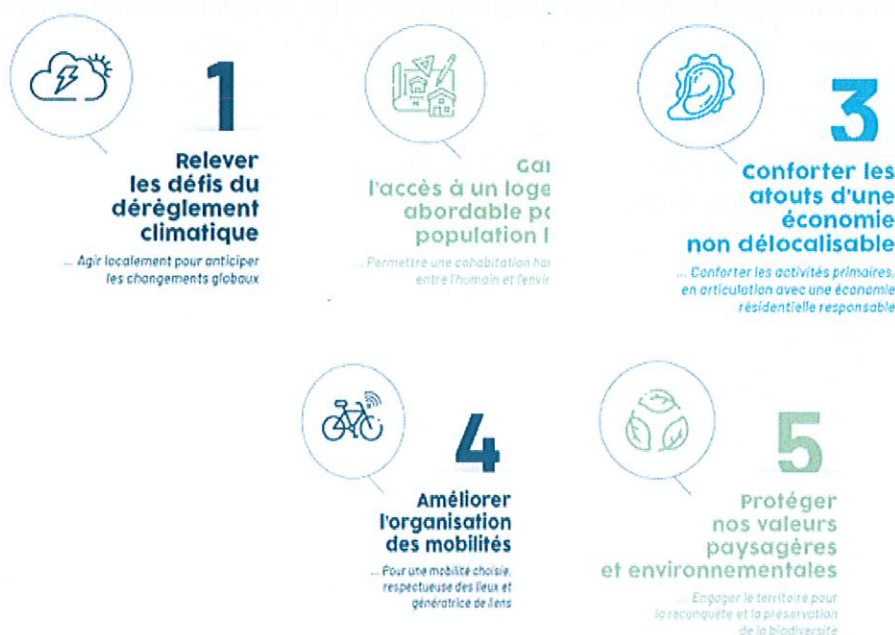 1
Relever
les défis du
dérèglement
climatique
... Agir localement pour anticiper
les changements globaux
Gar
l'accès à un loge
abordable po
population l
... Permettre une cohabitation har
entre l'humain et l'envir
3
Conforter les
atouts d'une
économie
non délocalisable
... Conforter les activités primaires,
en articulation avec une économie
résidentielle responsable
4
Améliorer
l'organisation
des mobilités
... Pour une mobilité choisie,
respectueuse des lieux et
génératrice de liens
5
Protéger
nos valeurs
paysagères
et environnementales
... Engager le territoire pour
la reconquête et la préservation
de la biodiversité